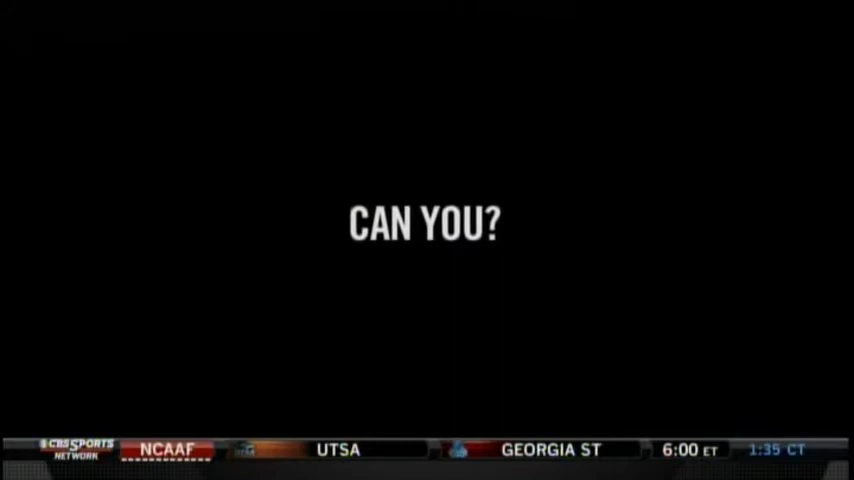 CAN YOU?
CBS SPORTS NETWORK NCAAF UTSA GEORGIA ST 6:00 ET 1:35 CT